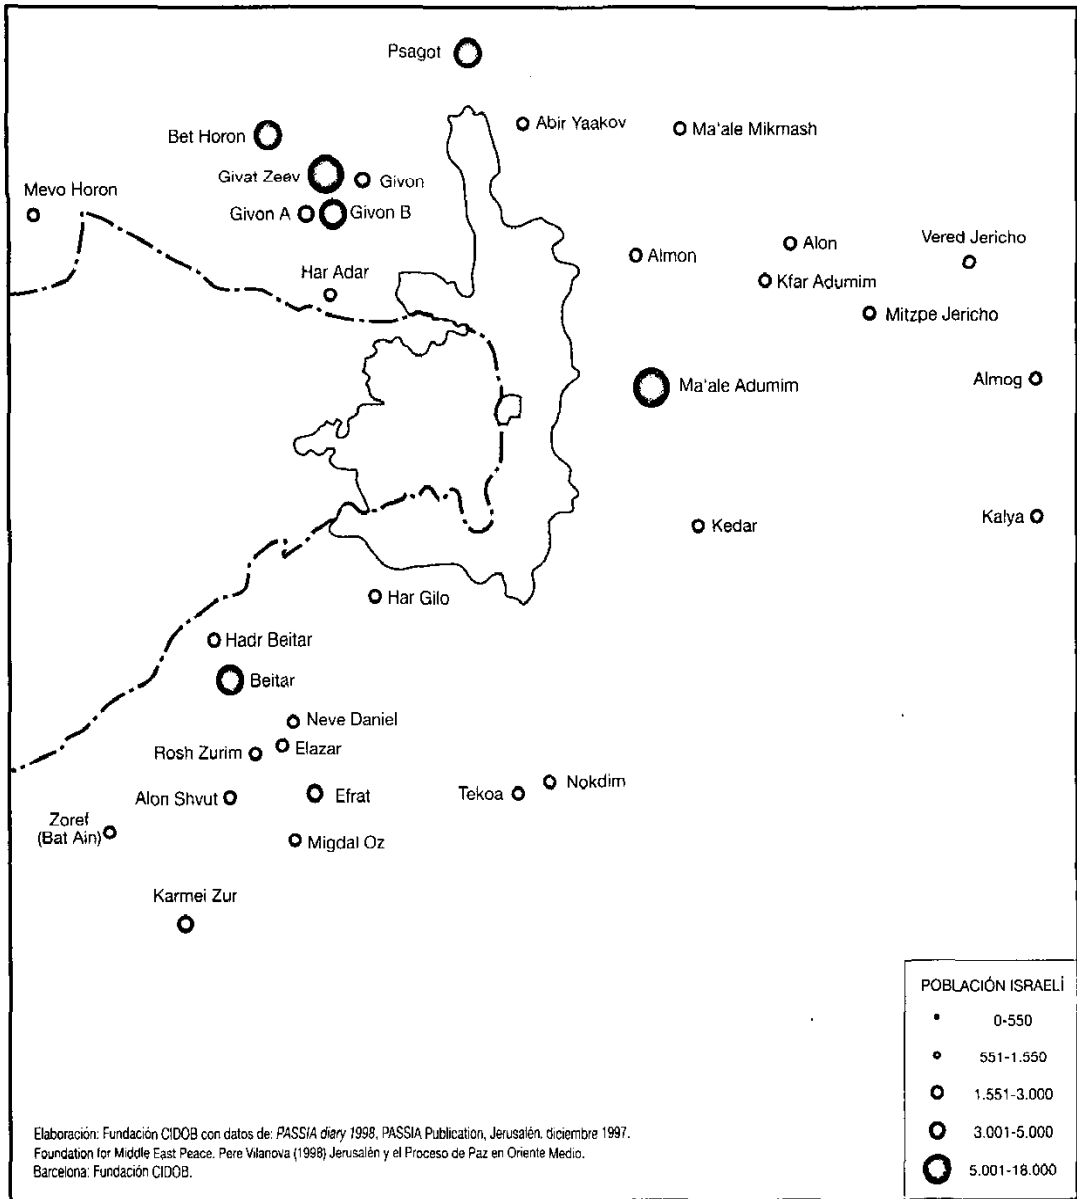 Psagot
Abir Yaakov
Ma'ale Mikmash
Bet Horon
Givat Zeev
Givon
Mevo Horon
Givon A
Givon B
Vered Jericho
Alon
Almon
Har Adar
Kfar Adumim
Mitzpe Jericho
Almog
Ma'ale Adumim
Kalya
Kedar
Har Gilo
Hadr Beitar
Beitar
Neve Daniel
Elazar
Rosh Zurim
Nokdim
Tekoa
Efrat
Alon Shvut
Zoref
(Bat Ain)
Migdal Oz
Karmei Zur
POBLACIÓN ISRAELÍ
0-550
551-1.550
1.551-3.000
3.001-5.000
5.001-18.000
Elaboración: Fundación CIDOB con datos de: PASSIA diary 1998, PASSIA Publication, Jerusalén, diciembre 1997.
Foundation for Middle East Peace. Pere Vilanova (1998) Jerusalén y el Proceso de Paz en Oriente Medio.
Barcelona: Fundación CIDOB.